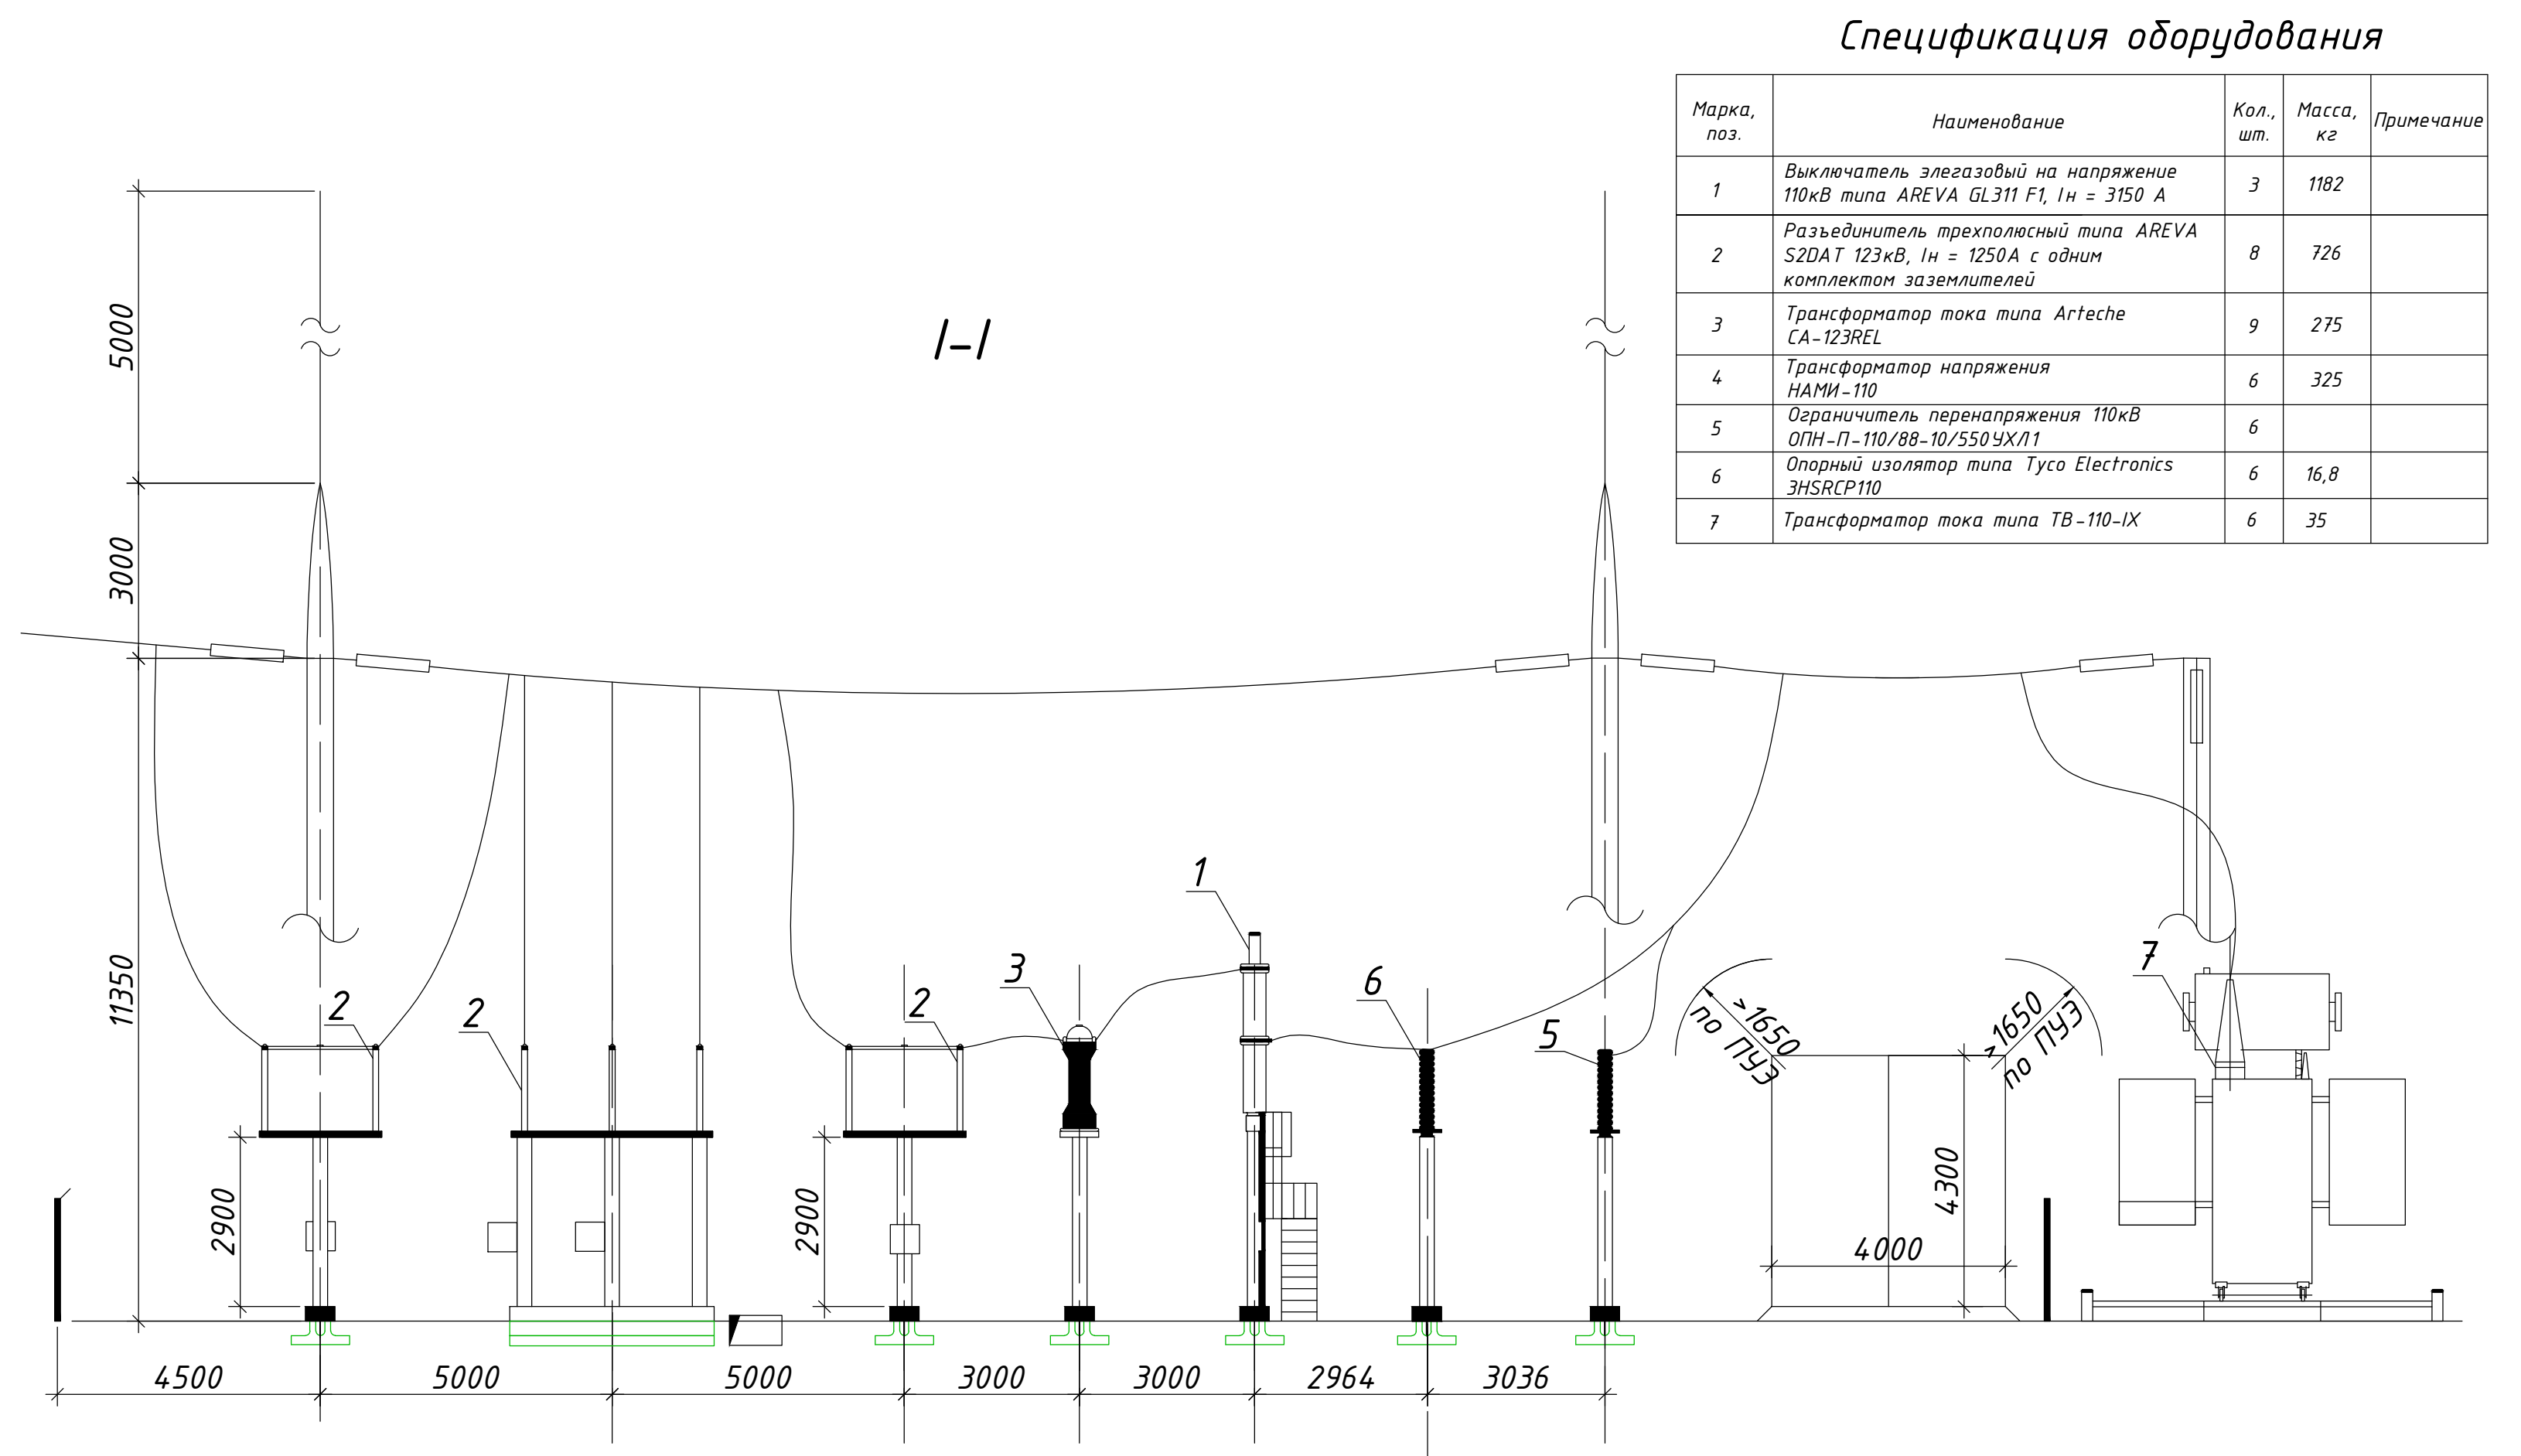 Спецификация оборудования
Марка, поз.
Наименование
Кол., шт.
Масса, кг
Примечание
1
Выключатель элегазовый на напряжение
110кВ типа AREVA GL311 F1, Iн = 3150 А
3
1182
2
Разъединитель трехполюсный типа AREVA
S2DAT 123кВ, Iн = 1250А с одним
комплектом заземлителей
8
726
3
Трансформатор тока типа Arteche
CA-123REL
9
275
4
Трансформатор напряжения
НАМИ-110
6
325
5
Ограничитель перенапряжения 110кВ
ОПН-П-110/88-10/550УХЛ1
6
6
Опорный изолятор типа Tyco Electronics
3HSRCP110
6
16,8
7
Трансформатор тока типа ТВ-110-IX
6
35
I-I
5000
3000
11350
1
2
2
2
3
6
5
7
>1650
по ПУЭ
>1650
по ПУЭ
2900
2900
4300
4000
4500
5000
5000
3000
3000
2964
3036